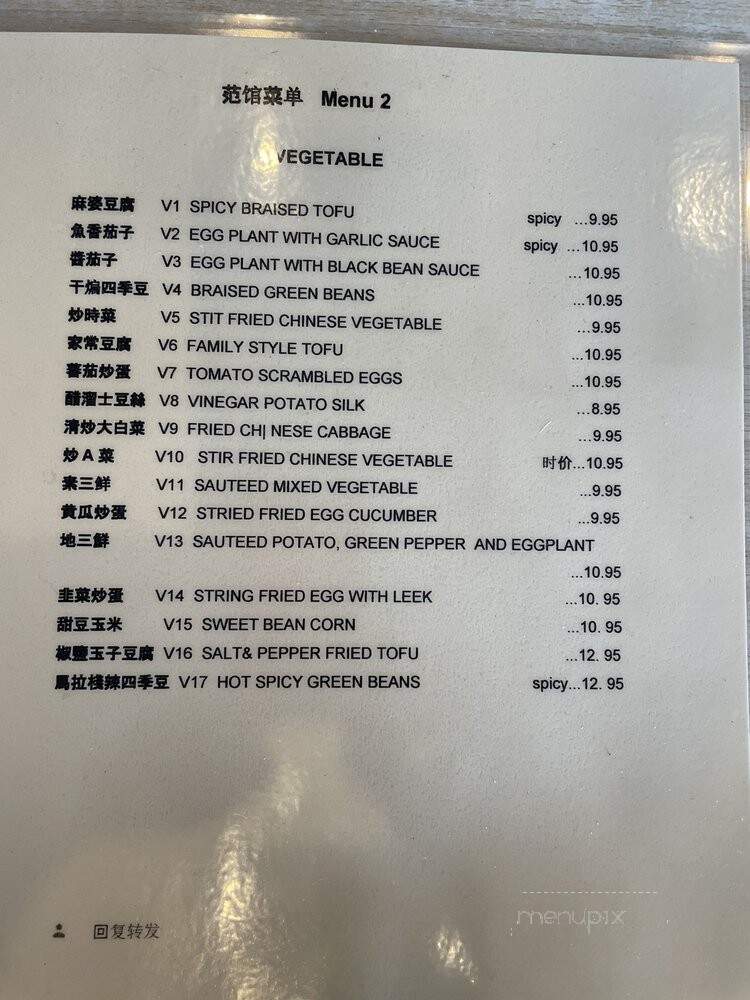 范馆菜单 Menu 2
VEGETABLE
麻婆豆腐 V1 SPICY BRAISED TOFU spicy ...9.95
魚香茄子 V2 EGG PLANT WITH GARLIC SAUCE spicy ...10.95
醬茄子 V3 EGG PLANT WITH BLACK BEAN SAUCE ...10.95
干煸四季豆 V4 BRAISED GREEN BEANS ...10.95
炒時菜 V5 STIT FRIED CHINESE VEGETABLE ...9.95
家常豆腐 V6 FAMILY STYLE TOFU ...10.95
蕃茄炒蛋 V7 TOMATO SCRAMBLED EGGS ...10.95
醋溜士豆絲 V8 VINEGAR POTATO SILK ...8.95
清炒大白菜 V9 FRIED CH| NESE CABBAGE ...9.95
炒A菜 V10 STIR FRIED CHINESE VEGETABLE 时价...10.95
素三鮮 V11 SAUTEED MIXED VEGETABLE ...9.95
黄瓜炒蛋 V12 STRIED FRIED EGG CUCUMBER ...9.95
地三鮮 V13 SAUTEED POTATO, GREEN PEPPER AND EGGPLANT
...10.95
韭菜炒蛋 V14 STRING FRIED EGG WITH LEEK ...10. 95
甜豆玉米 V15 SWEET BEAN CORN ...10. 95
椒鹽玉子豆腐 V16 SALT& PEPPER FRIED TOFU ...12. 95
馬拉棧辣四季豆 V17 HOT SPICY GREEN BEANS spicy...12. 95
menupix
回复转发